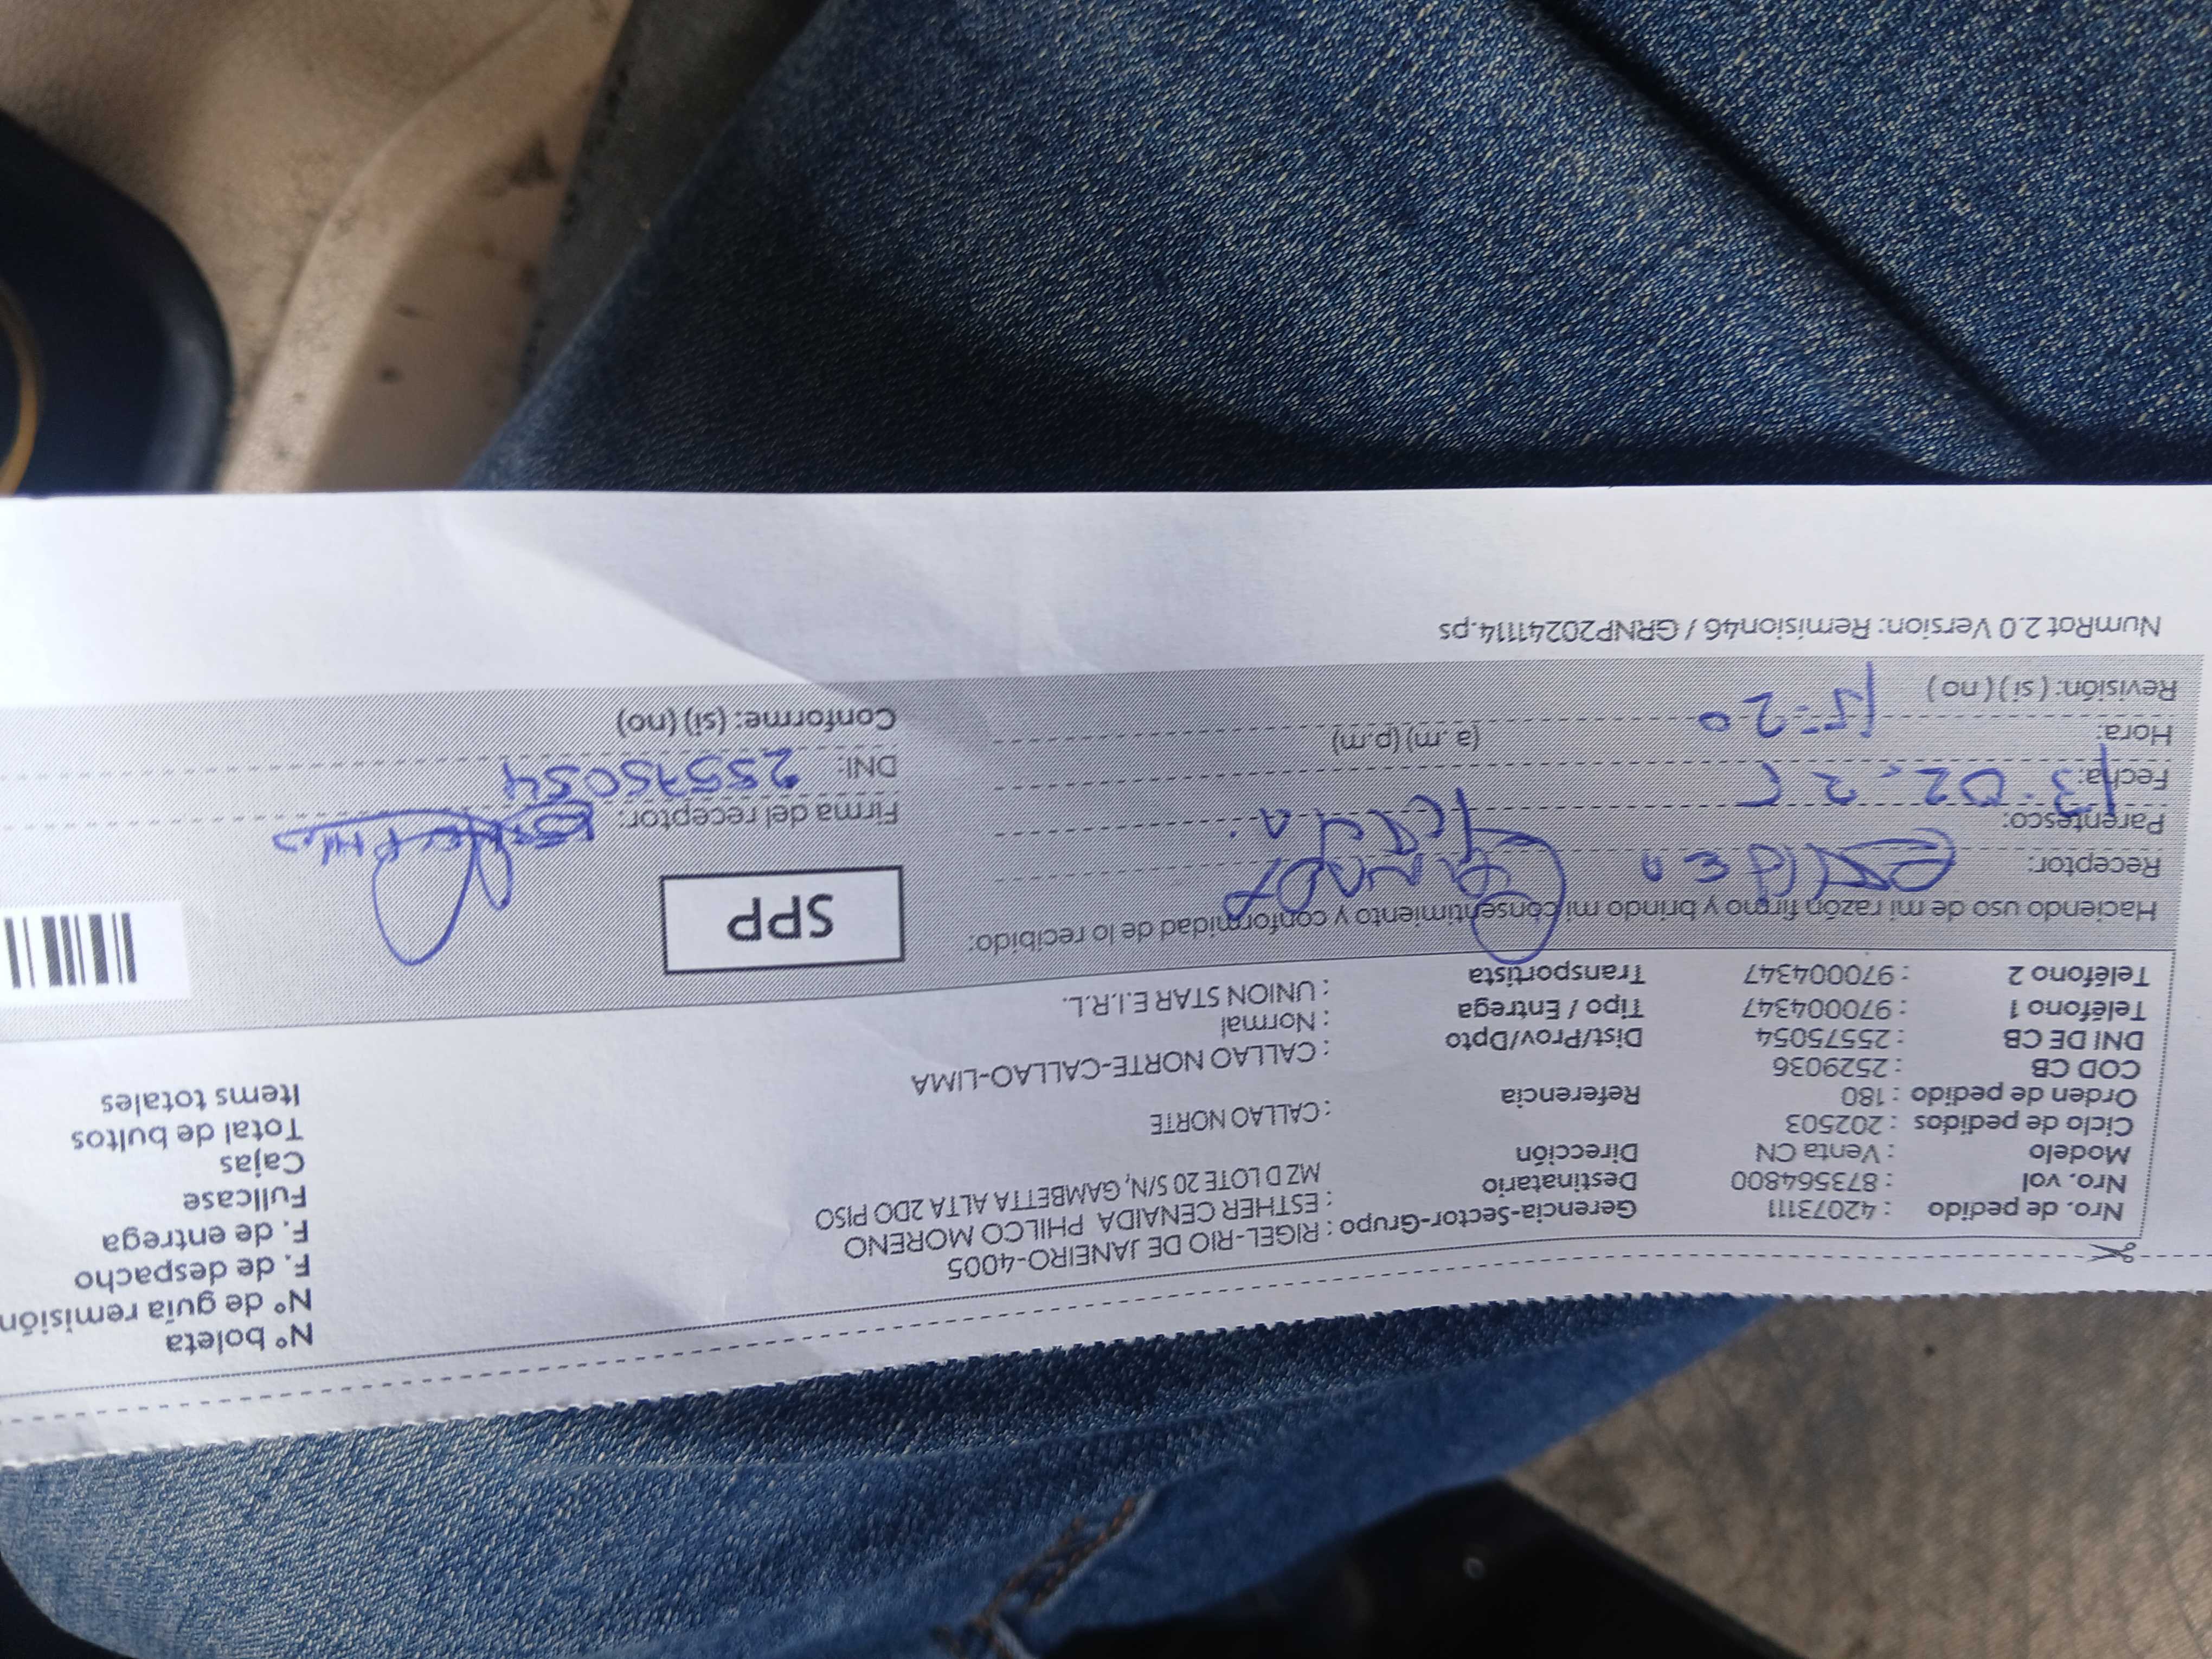 Nº boleta
Nº de guía remisión
F. de despacho
F. de entrega
Fullcase
Cajas
Total de bultos
Items totales
Nro. de pedido : 42073111 Gerencia-Sector-Grupo : RIGEL-RIO DE JANEIRO-4005
Nro. vol : 873564800 Destinatario : ESTHER CENAIDA PHILCO MORENO
Modelo : Venta CN Dirección MZ D LOTE 20 S/N, GAMBETTA ALTA 2DO PISO
Ciclo de pedidos : 202503
Orden de pedido : 180 Referencia : CALLAO NORTE
COD CB : 2529036
DNI DE CB : 25575054 Dist/Prov/Dpto : CALLAO NORTE-CALLAO-LIMA
Teléfono 1 : 970004347 Tipo / Entrega : Normal
Teléfono 2 : 970004347 Transportista : UNION STAR E.I.R.L.
Haciendo uso de mi razón firmo y brindo mi consentimiento y conformidad de lo recibido:
SPP
Receptor:
Parentesco:
Firma del receptor:
Fecha: 13-02-25
DNI: 25575054
Hora: 15-20 (a.m) (p.m)
Revisión: ( si ) ( no )
Conforme: (si) (no)
NumRot 2.0 Version: Remision46 / GRNP20241114.ps